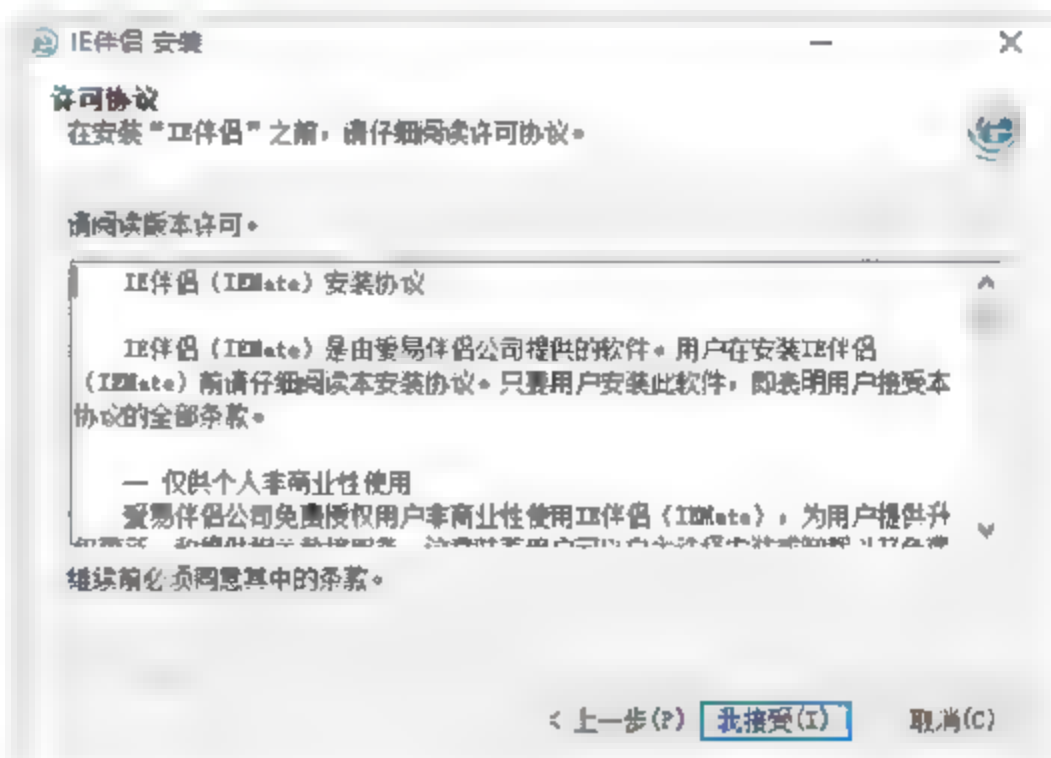 IE伴侣 安装
许可协议
在安装“IE伴侣”之前，请仔细阅读许可协议。
请阅读版本许可。
IE伴侣（IEMate）安装协议
IE伴侣（IEMate）是由爱易伴侣公司提供的软件。用户在安装IE伴侣
（IEMate）前请仔细阅读本安装协议。只要用户安装此软件，即表明用户接受本
协议的全部条款。
— 仅供个人非商业性使用
爱易伴侣公司免费授权用户非商业性使用IE伴侣（IEMate），为用户提供升
继续前必须同意其中的条款。
< 上一步(P) 我接受(I) 取消(C)